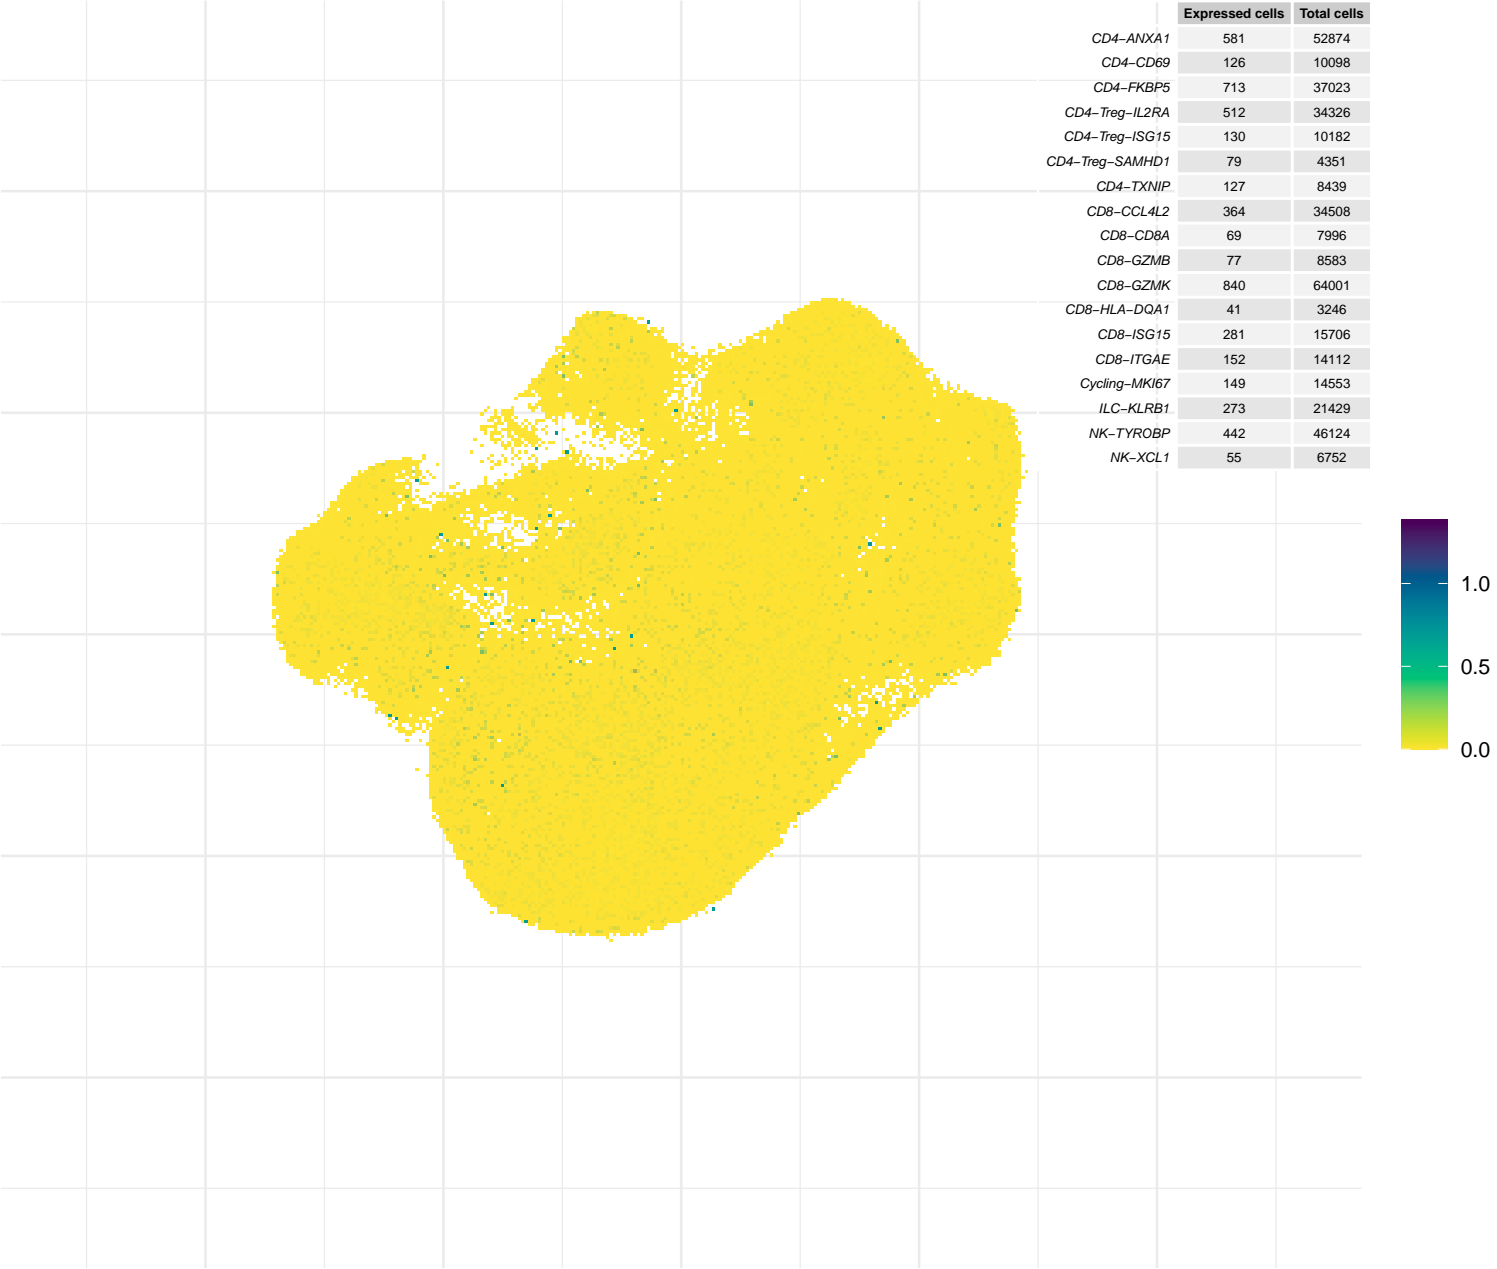 Expressed cells Total cells
CD4−ANXA1 581 52874
CD4−CD69 126 10098
CD4−FKBP5 713 37023
CD4−Treg−IL2RA 512 34326
CD4−Treg−ISG15 130 10182
CD4−Treg−SAMHD1 79 4351
CD4−TXNIP 127 8439
CD8−CCL4L2 364 34508
CD8−CD8A 69 7996
CD8−GZMB 77 8583
CD8−GZMK 840 64001
CD8−HLA−DQA1 41 3246
CD8−ISG15 281 15706
CD8−ITGAE 152 14112
Cycling−MKI67 149 14553
ILC−KLRB1 273 21429
NK−TYROBP 442 46124
NK−XCL1 55 6752
1.0
0.5
0.0